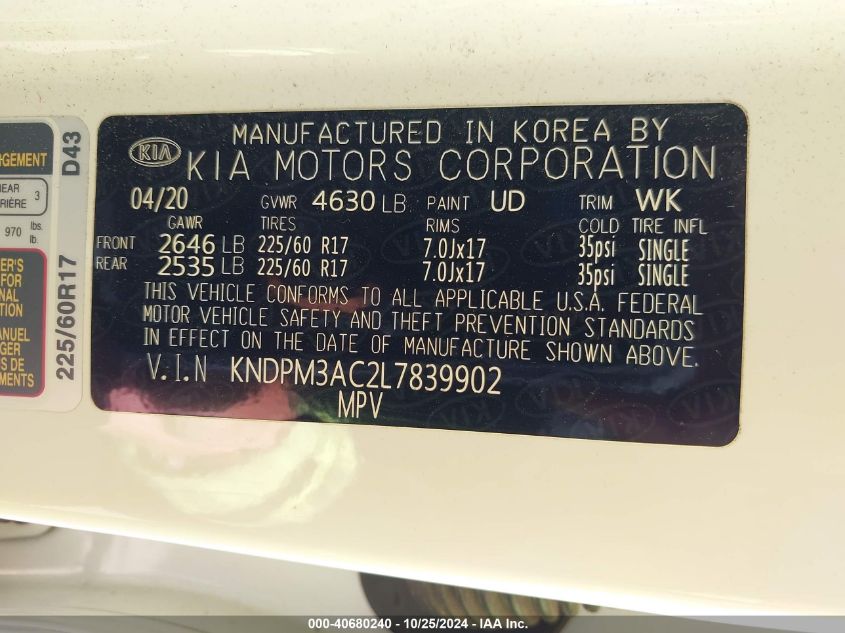 MANUFACTURED IN KOREA BY
KIA KIA MOTORS CORPORATION
04/20 GVWR 4630 LB PAINT UD TRIM WK
GAWR TIRES RIMS COLD TIRE INFL
FRONT 2646 LB 225/60 R17 7.0Jx17 35psi SINGLE
REAR 2535 LB 225/60 R17 7.0Jx17 35psi SINGLE
THIS VEHICLE CONFORMS TO ALL APPLICABLE U.S.A. FEDERAL
MOTOR VEHICLE SAFETY AND THEFT PREVENTION STANDARDS
IN EFFECT ON THE DATE OF MANUFACTURE SHOWN ABOVE.
V.I.N KNDPM3AC2L7839902
MPV
D43
225/60R17
3
970 lbs.
lb.
FOR
000-40680240 - 10/25/2024 - IAA Inc.